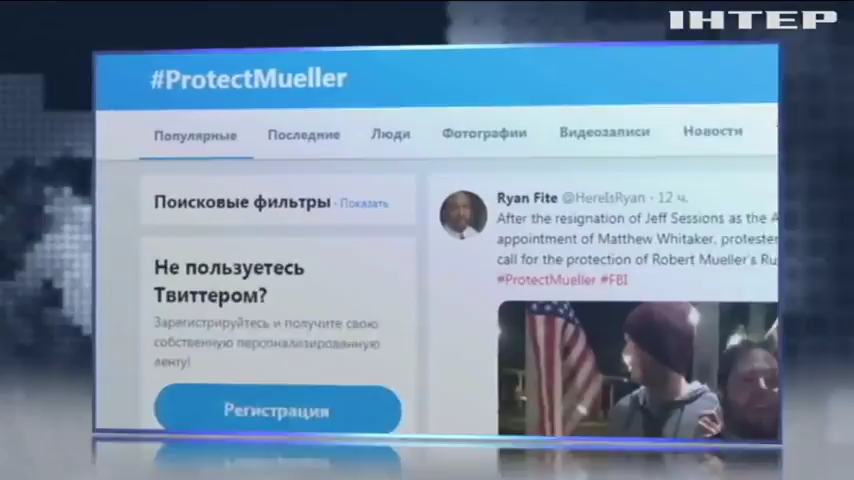 ІНТЕР
#ProtectMueller
Популярные Последние Люди Фотографии Видеозаписи Новости
Поисковые фильтры - Показать
Ryan Fite @HereIsRyan · 12 ч.
After the resignation of Jeff Sessions as the
appointment of Matthew Whitaker, protester
call for the protection of Robert Mueller's
#ProtectMueller #FBI
Не пользуетесь
Твиттером?
Зарегистрируйтесь и получите свою
собственную персонализированную
ленту!
Регистрация